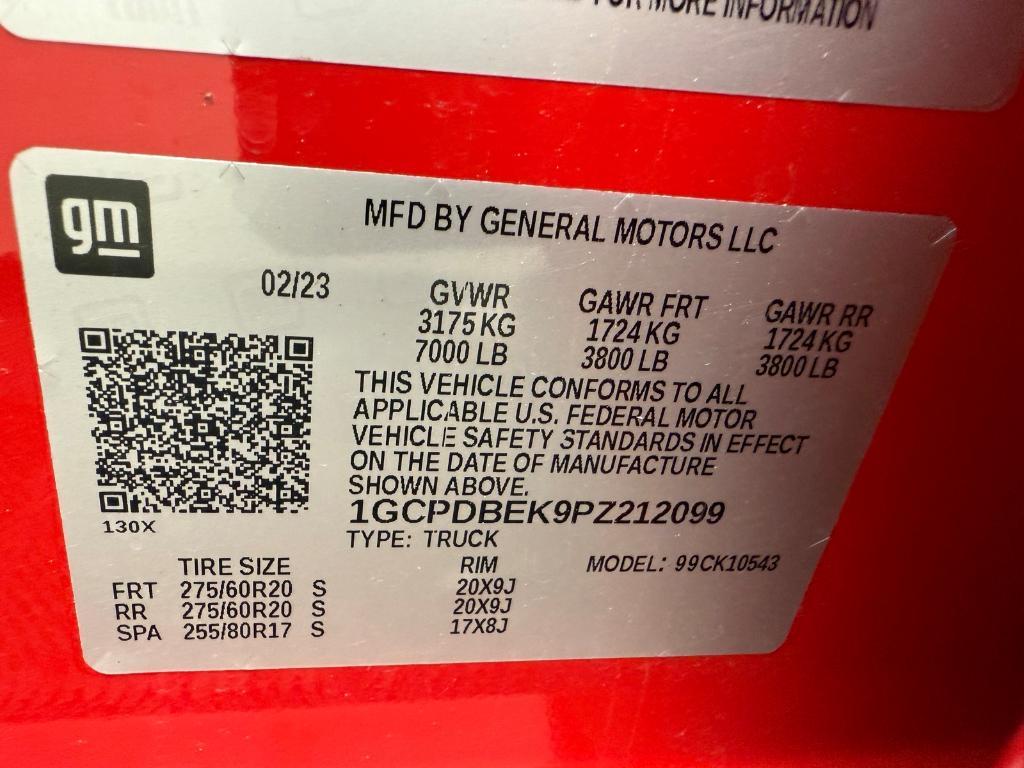 FOR MORE INFORMATION
gm
MFD BY GENERAL MOTORS LLC
02/23
GVWR GAWR FRT GAWR RR
3175 KG 1724 KG 1724 KG
7000 LB 3800 LB 3800 LB
THIS VEHICLE CONFORMS TO ALL
APPLICABLE U.S. FEDERAL MOTOR
VEHICLE SAFETY STANDARDS IN EFFECT
ON THE DATE OF MANUFACTURE
SHOWN ABOVE.
1GCPDBEK9PZ212099
130X
TYPE: TRUCK
TIRE SIZE RIM MODEL: 99CK10543
FRT 275/60R20 S 20X9J
RR 275/60R20 S 20X9J
SPA 255/80R17 S 17X8J